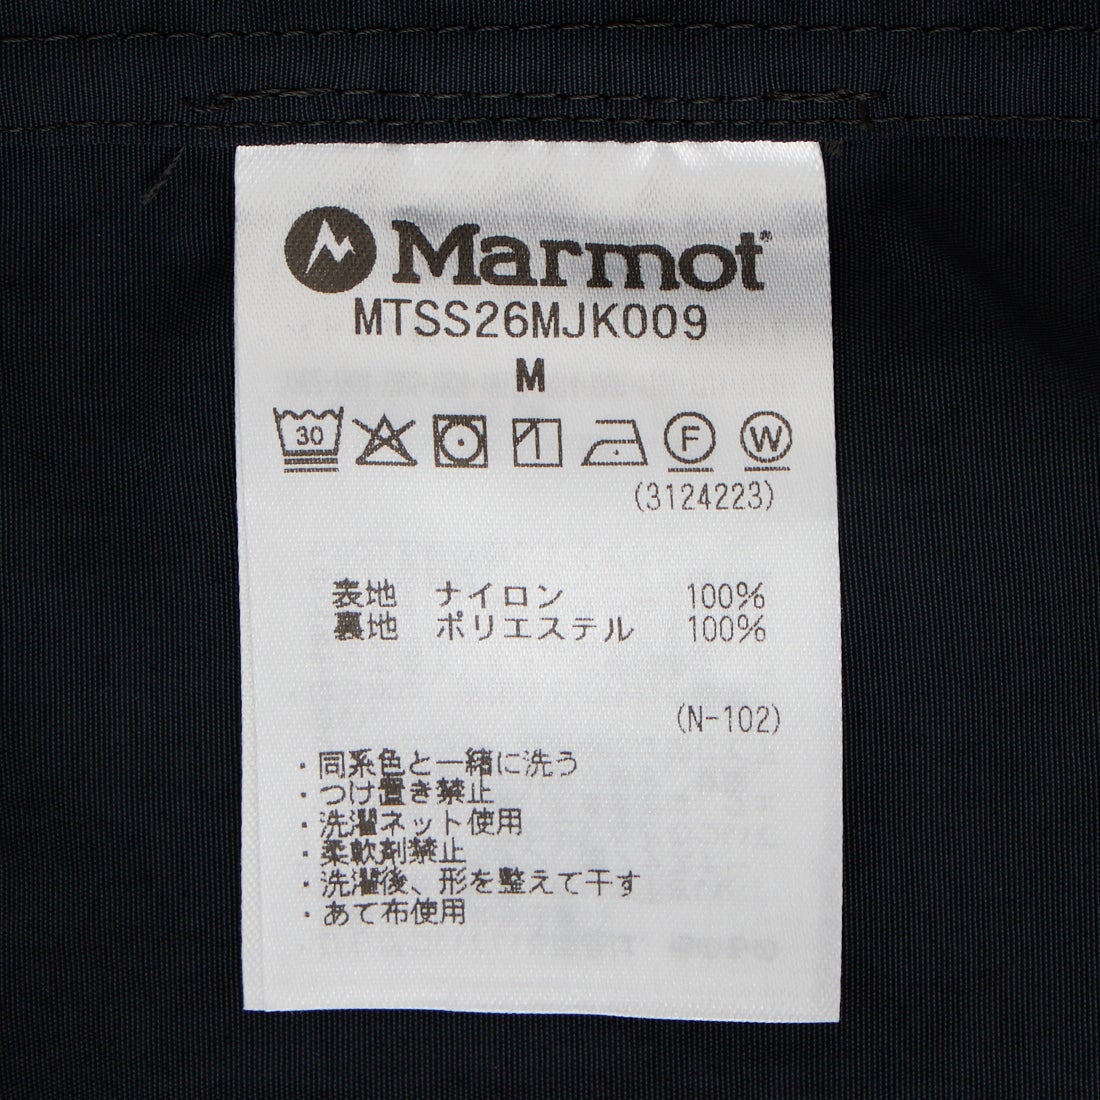 Marmot®
MTSS26MJK009
M
30 F W
(3124223)
表地 ナイロン 100%
裏地 ポリエステル 100%
(N-102)
・同系色と一緒に洗う
・つけ置き禁止
・洗濯ネット使用
・柔軟剤禁止
・洗濯後、形を整えて干す
・あて布使用